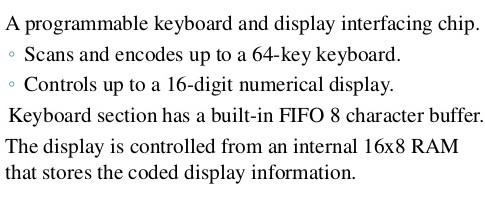 A programmable keyboard and display interfacing chip.
◦ Scans and encodes up to a 64-key keyboard.
◦ Controls up to a 16-digit numerical display.
Keyboard section has a built-in FIFO 8 character buffer.
The display is controlled from an internal 16x8 RAM
that stores the coded display information.